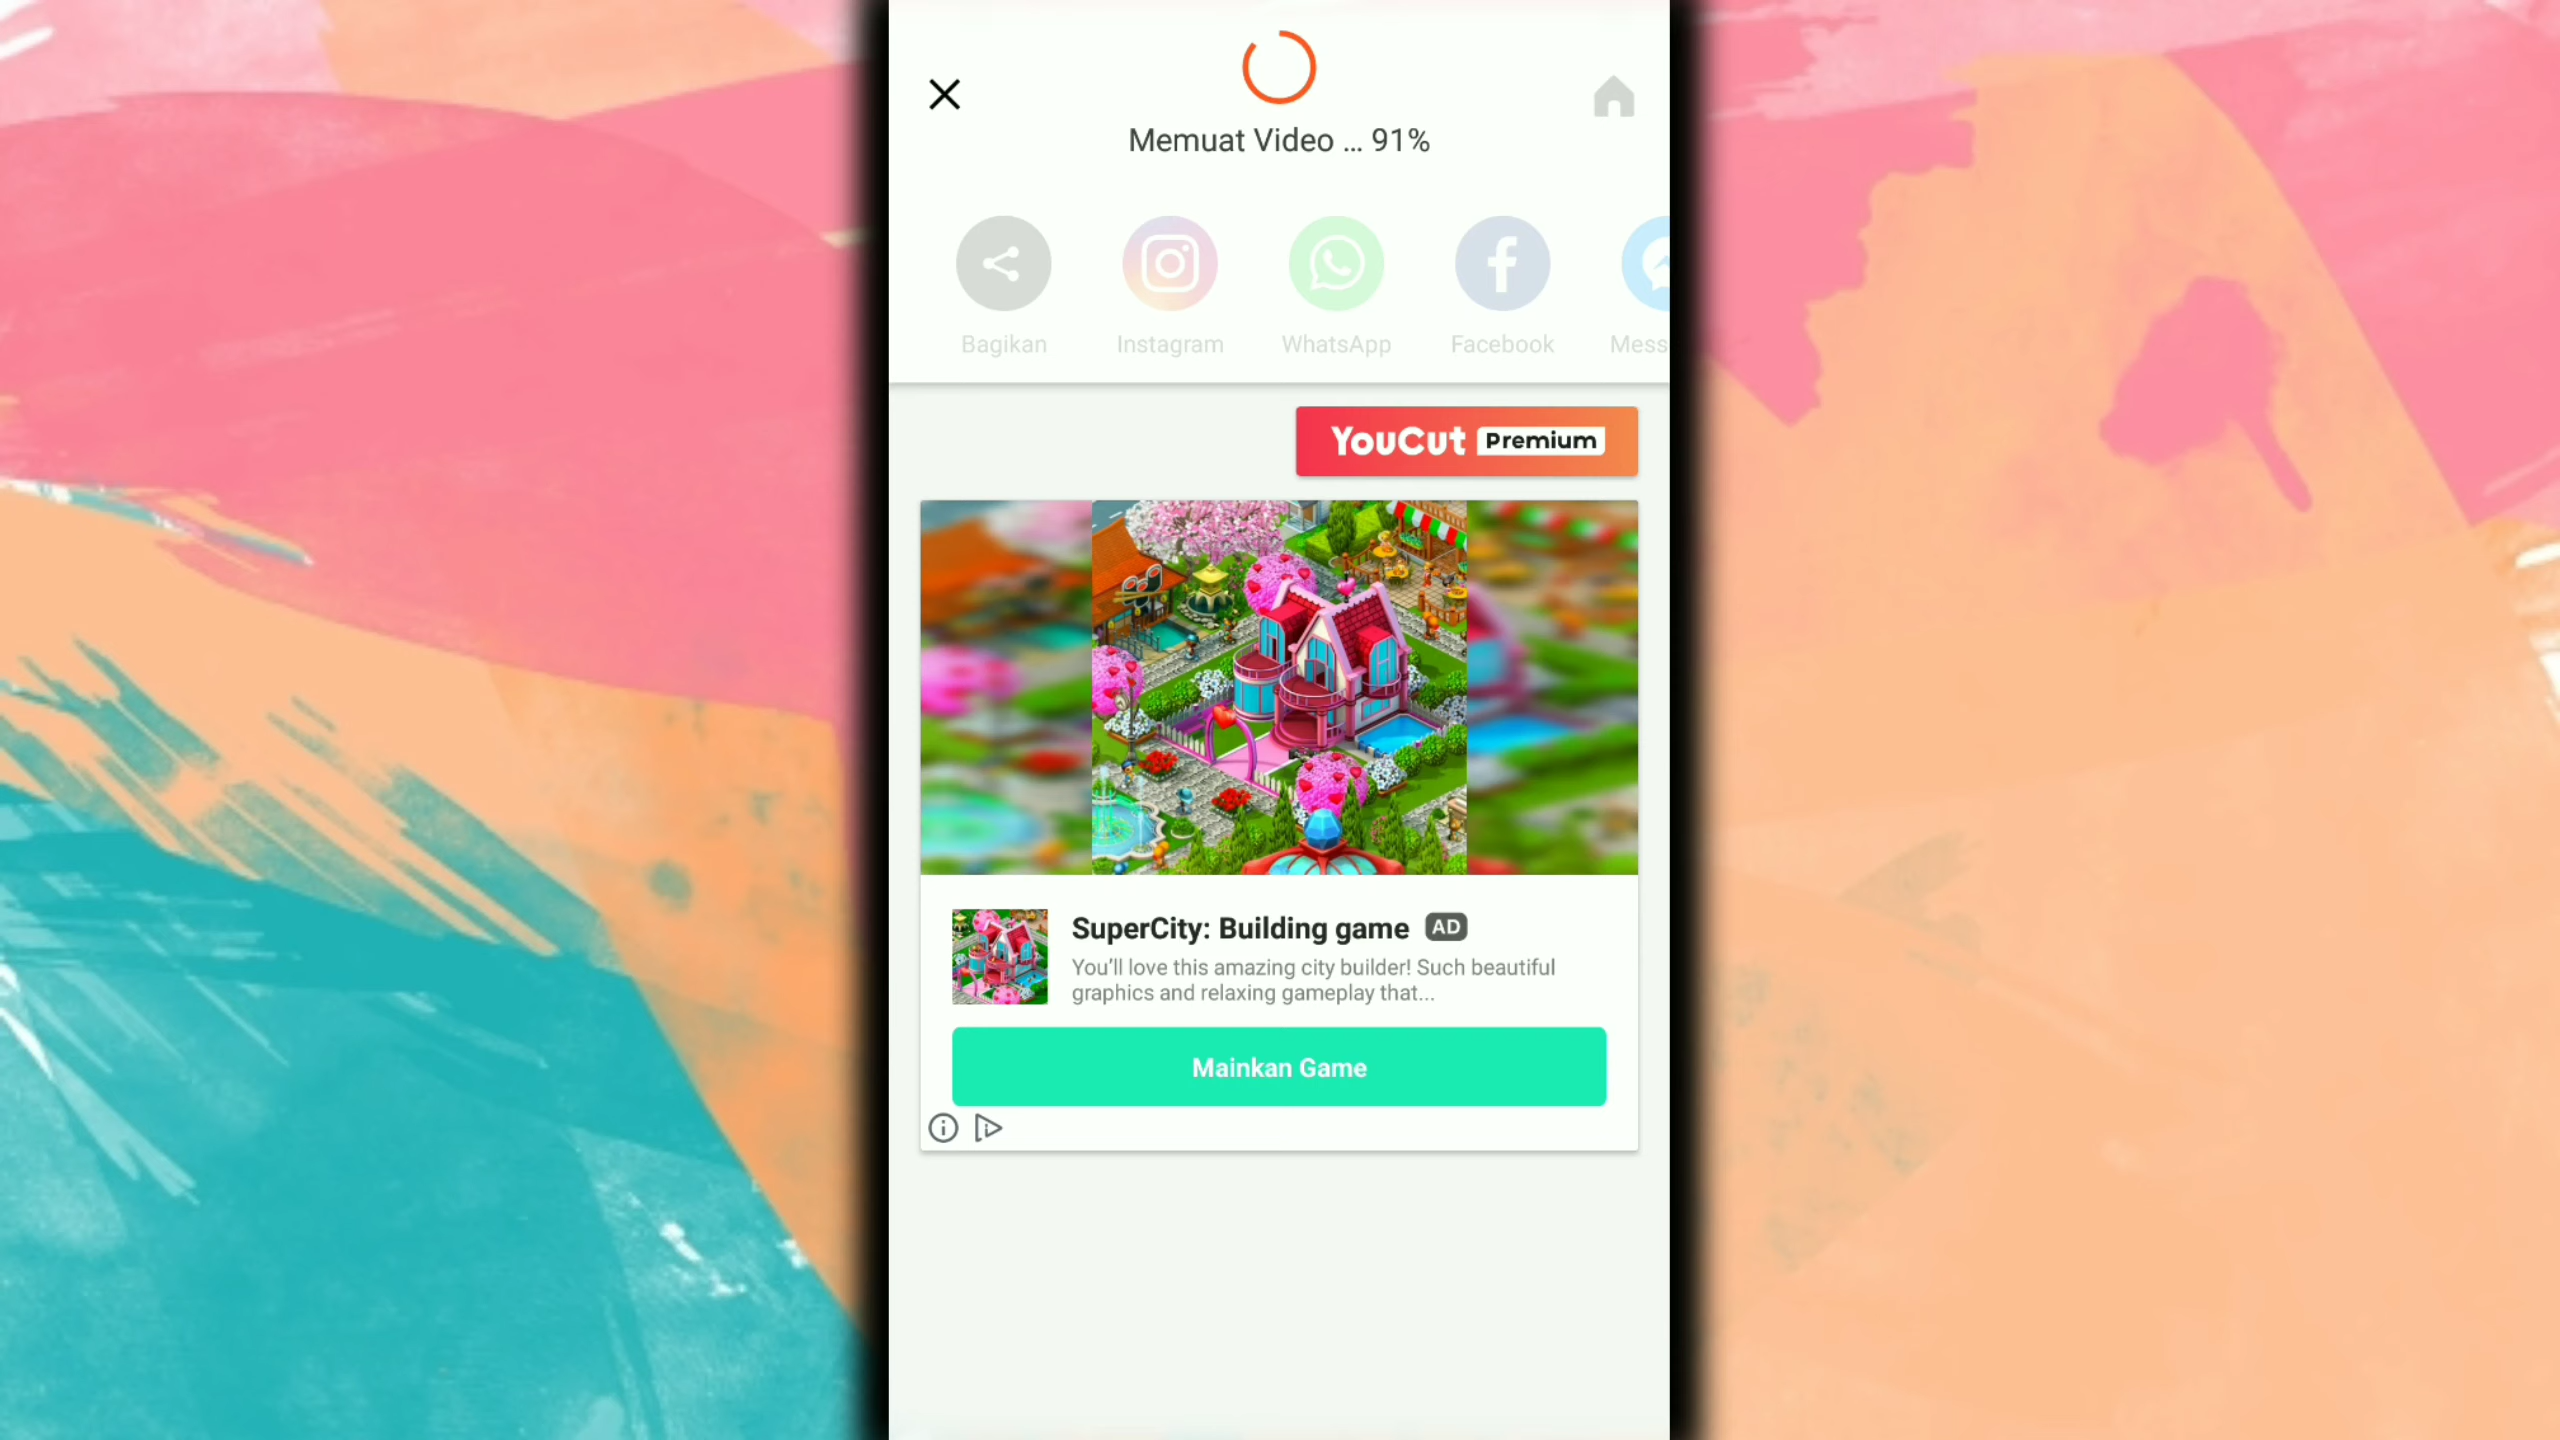 Memuat Video ... 91%
Bagikan
Instagram
WhatsApp
Facebook
Mess
YouCut Premium
SuperCity: Building game AD
You'll love this amazing city builder! Such beautiful
graphics and relaxing gameplay that...
Mainkan Game